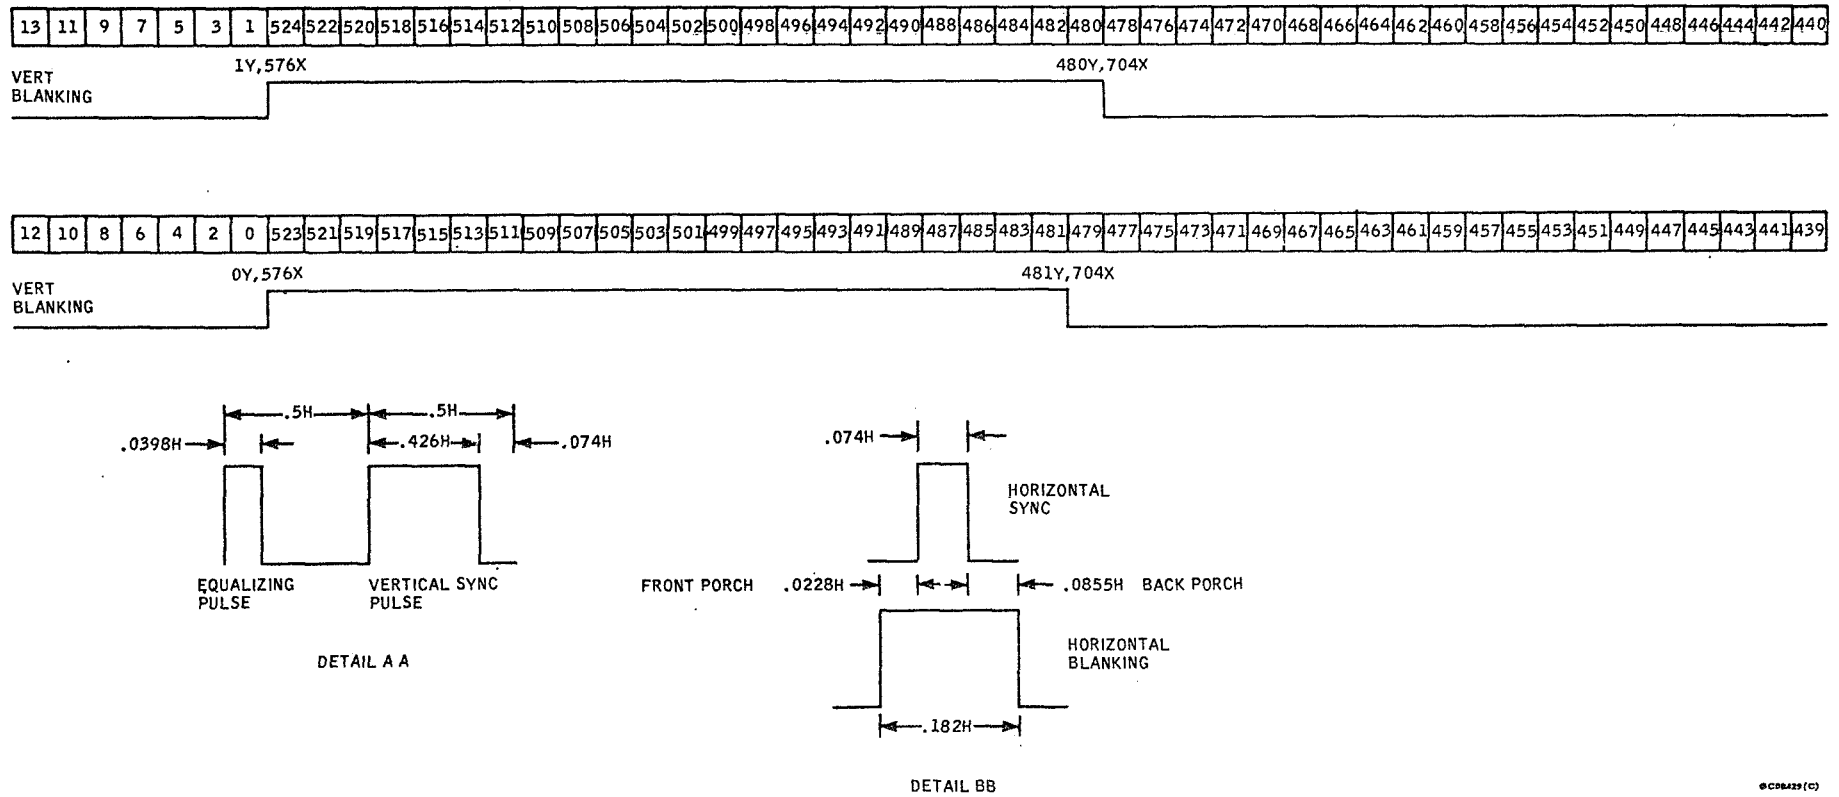 13 11 9 7 5 3 1 524 522 520 518 516 514 512 510 508 506 504 502 500 498 496 494 492 490 488 486 484 482 480 478 476 474 472 470 468 466 464 462 460 458 456 454 452 450 448 446 444 442 440
1Y,576X 480Y,704X
VERT
BLANKING
12 10 8 6 4 2 0 523 521 519 517 515 513 511 509 507 505 503 501 499 497 495 493 491 489 487 485 483 481 479 477 475 473 471 469 467 465 463 461 459 457 455 453 451 449 447 445 443 441 439
0Y,576X 481Y,704X
VERT
BLANKING
.5H .5H
.0398H .426H .074H
EQUALIZING
PULSE
VERTICAL SYNC
PULSE
DETAIL A A
.074H
HORIZONTAL
SYNC
FRONT PORCH .0228H .0855H BACK PORCH
HORIZONTAL
BLANKING
.182H
DETAIL BB